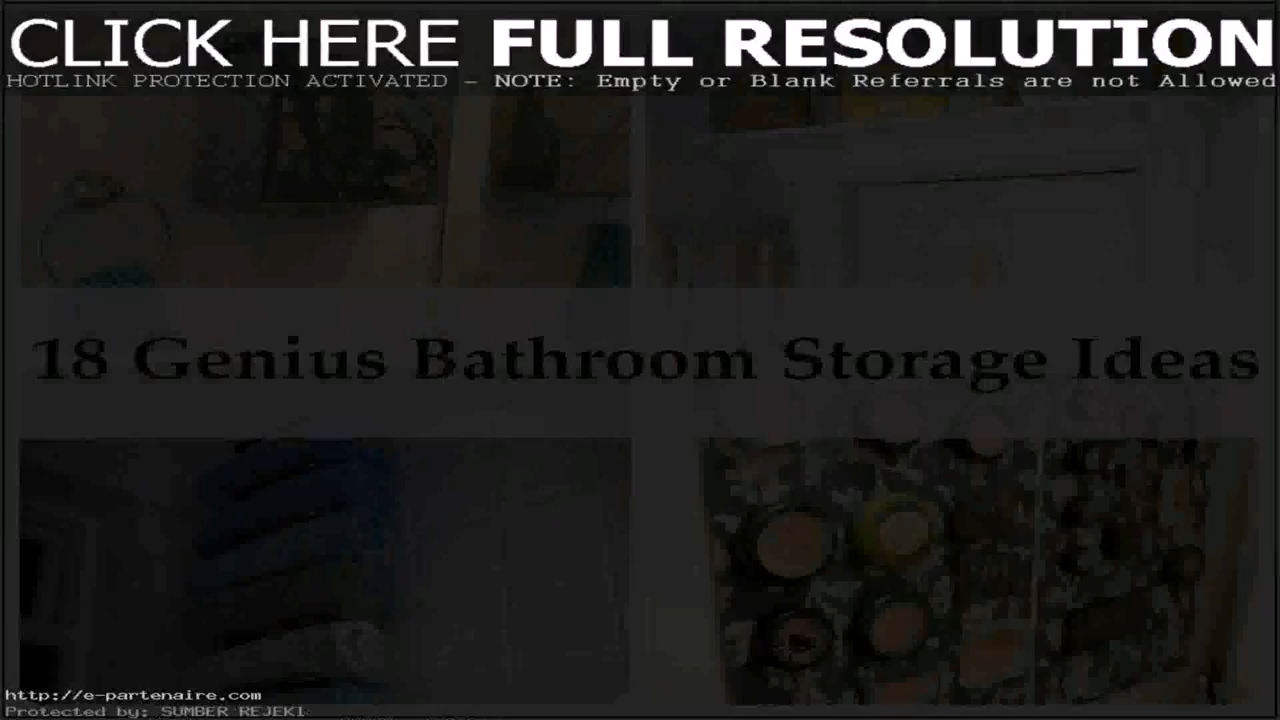 CLICK HERE FULL RESOLUTION
HOTLINK PROTECTION ACTIVATED – NOTE: Empty or Blank Referrals are not Allowed
18 Genius Bathroom Storage Ideas
http://e-partenaire.com
Protected by: SUMBER REJEKI